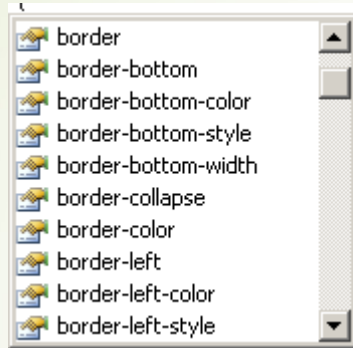 {
border
border-bottom
border-bottom-color
border-bottom-style
border-bottom-width
border-collapse
border-color
border-left
border-left-color
border-left-style